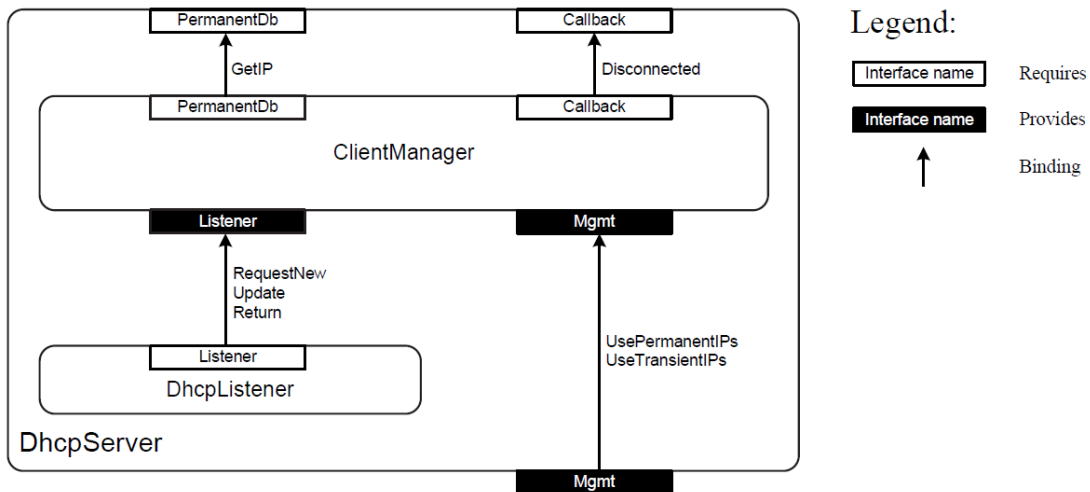 PermanentDb
Callback
GetIP
Disconnected
PermanentDb
Callback
ClientManager
Listener
Mgmt
RequestNew
Update
Return
UsePermanentIPs
UseTransientIPs
Listener
DhcpListener
DhcpServer
Mgmt
Legend:
Interface name
Requires
Interface name
Provides
Binding